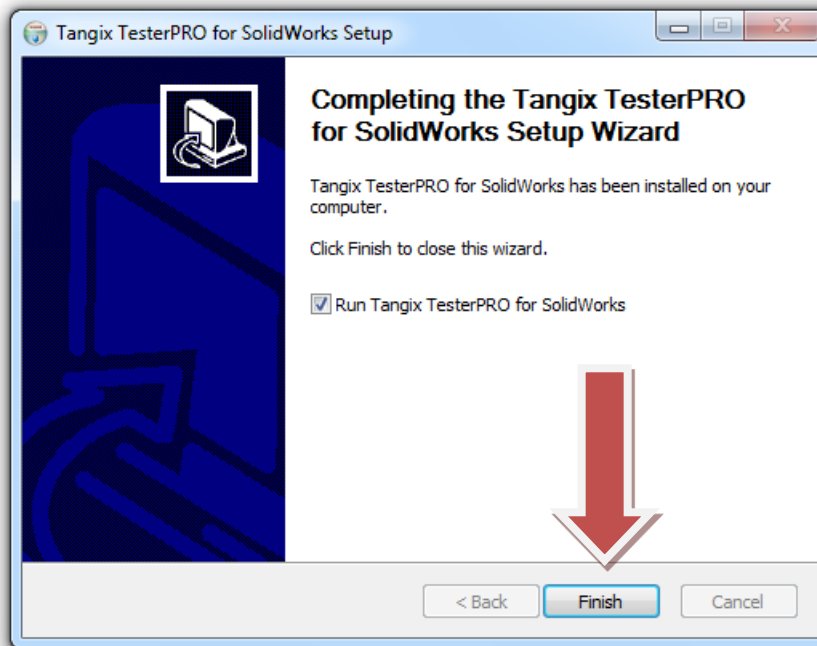 Tangix TesterPRO for SolidWorks Setup
Completing the Tangix TesterPRO
for SolidWorks Setup Wizard
Tangix TesterPRO for SolidWorks has been installed on your
computer.
Click Finish to close this wizard.
Run Tangix TesterPRO for SolidWorks
< Back
Finish
Cancel